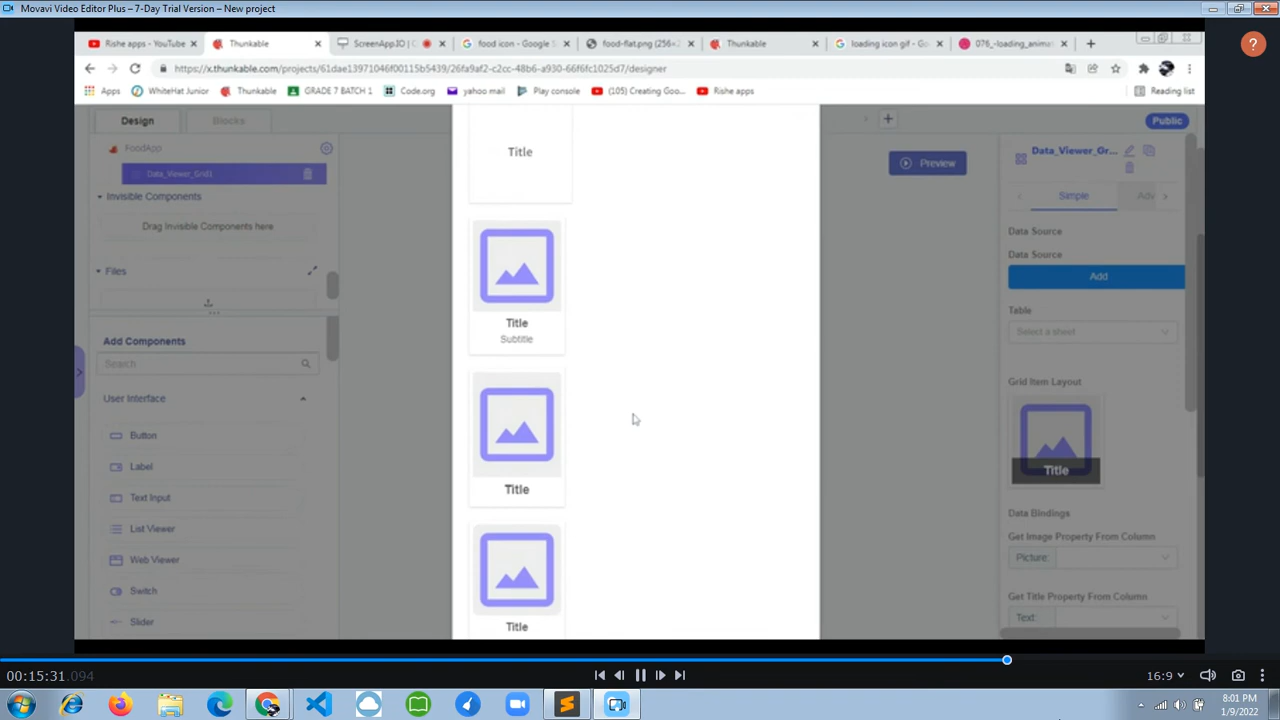 Movavi Video Editor Plus – 7-Day Trial Version – New project
Rishe apps - YouTube
Thunkable
ScreenApp.IO | C
food icon - Google S
food-flat.png (256×
Thunkable
loading icon gif - G
076_-loading_anima
https://x.thunkable.com/projects/61dae13971046f00115b5439/26fa9af2-c2cc-48b6-a930-66f6fc1025d7/designer
Apps
WhiteHat Junior
Thunkable
GRADE 7 BATCH 1
Code.org
yahoo mail
Play console
(105) Creating Goo...
Rishe apps
Reading list
Design
Blocks
Public
FoodApp
Data_Viewer_Grid1
Invisible Components
Drag Invisible Components here
Files
Add Components
Search
User Interface
Button
Label
Text Input
List Viewer
Web Viewer
Switch
Slider
Title
Title
Subtitle
Title
Title
Preview
Data_Viewer_Gr...
Simple
Adv
Data Source
Data Source
Add
Table
Select a sheet
Grid Item Layout
Title
Data Bindings
Get Image Property From Column
Picture:
Get Title Property From Column
Text:
00:15:31.094
16:9
8:01 PM
1/9/2022